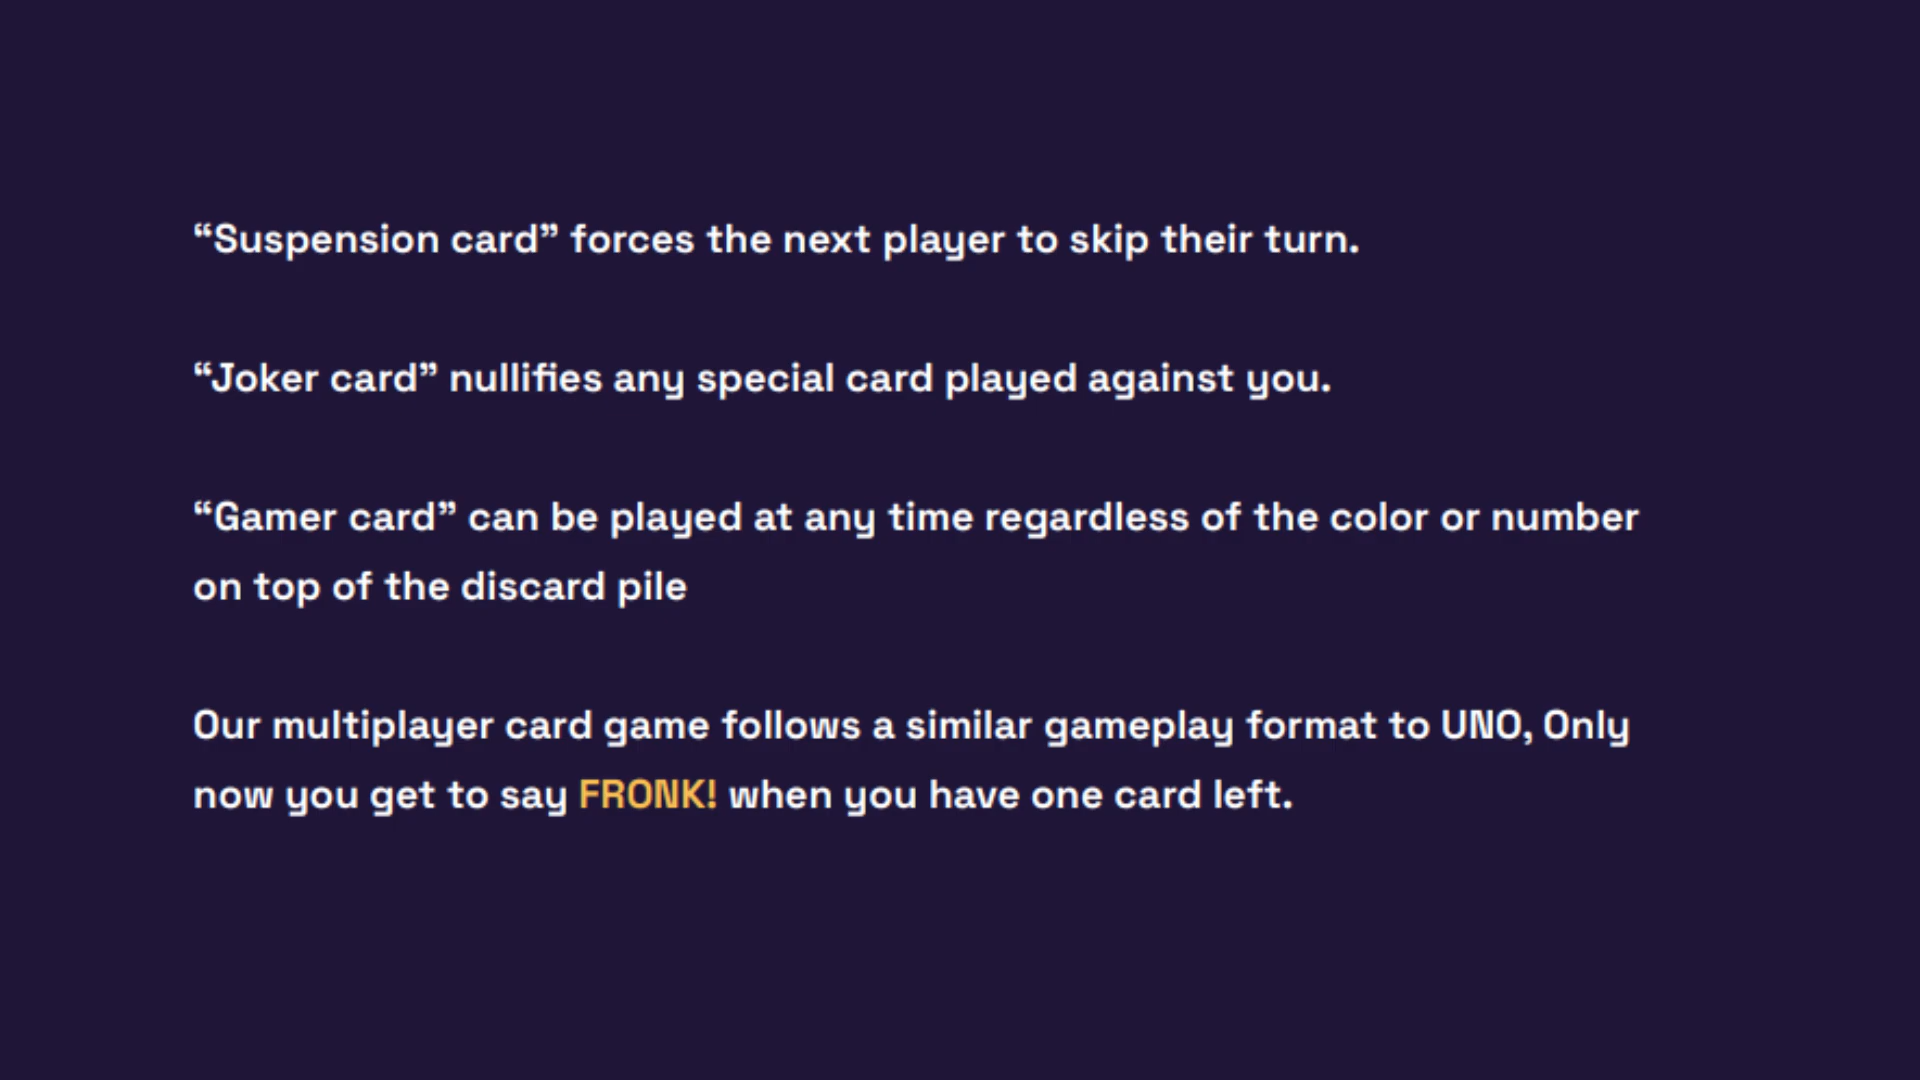 “Suspension card” forces the next player to skip their turn.
“Joker card” nullifies any special card played against you.
“Gamer card” can be played at any time regardless of the color or number
on top of the discard pile
Our multiplayer card game follows a similar gameplay format to UNO, Only
now you get to say FRONK! when you have one card left.